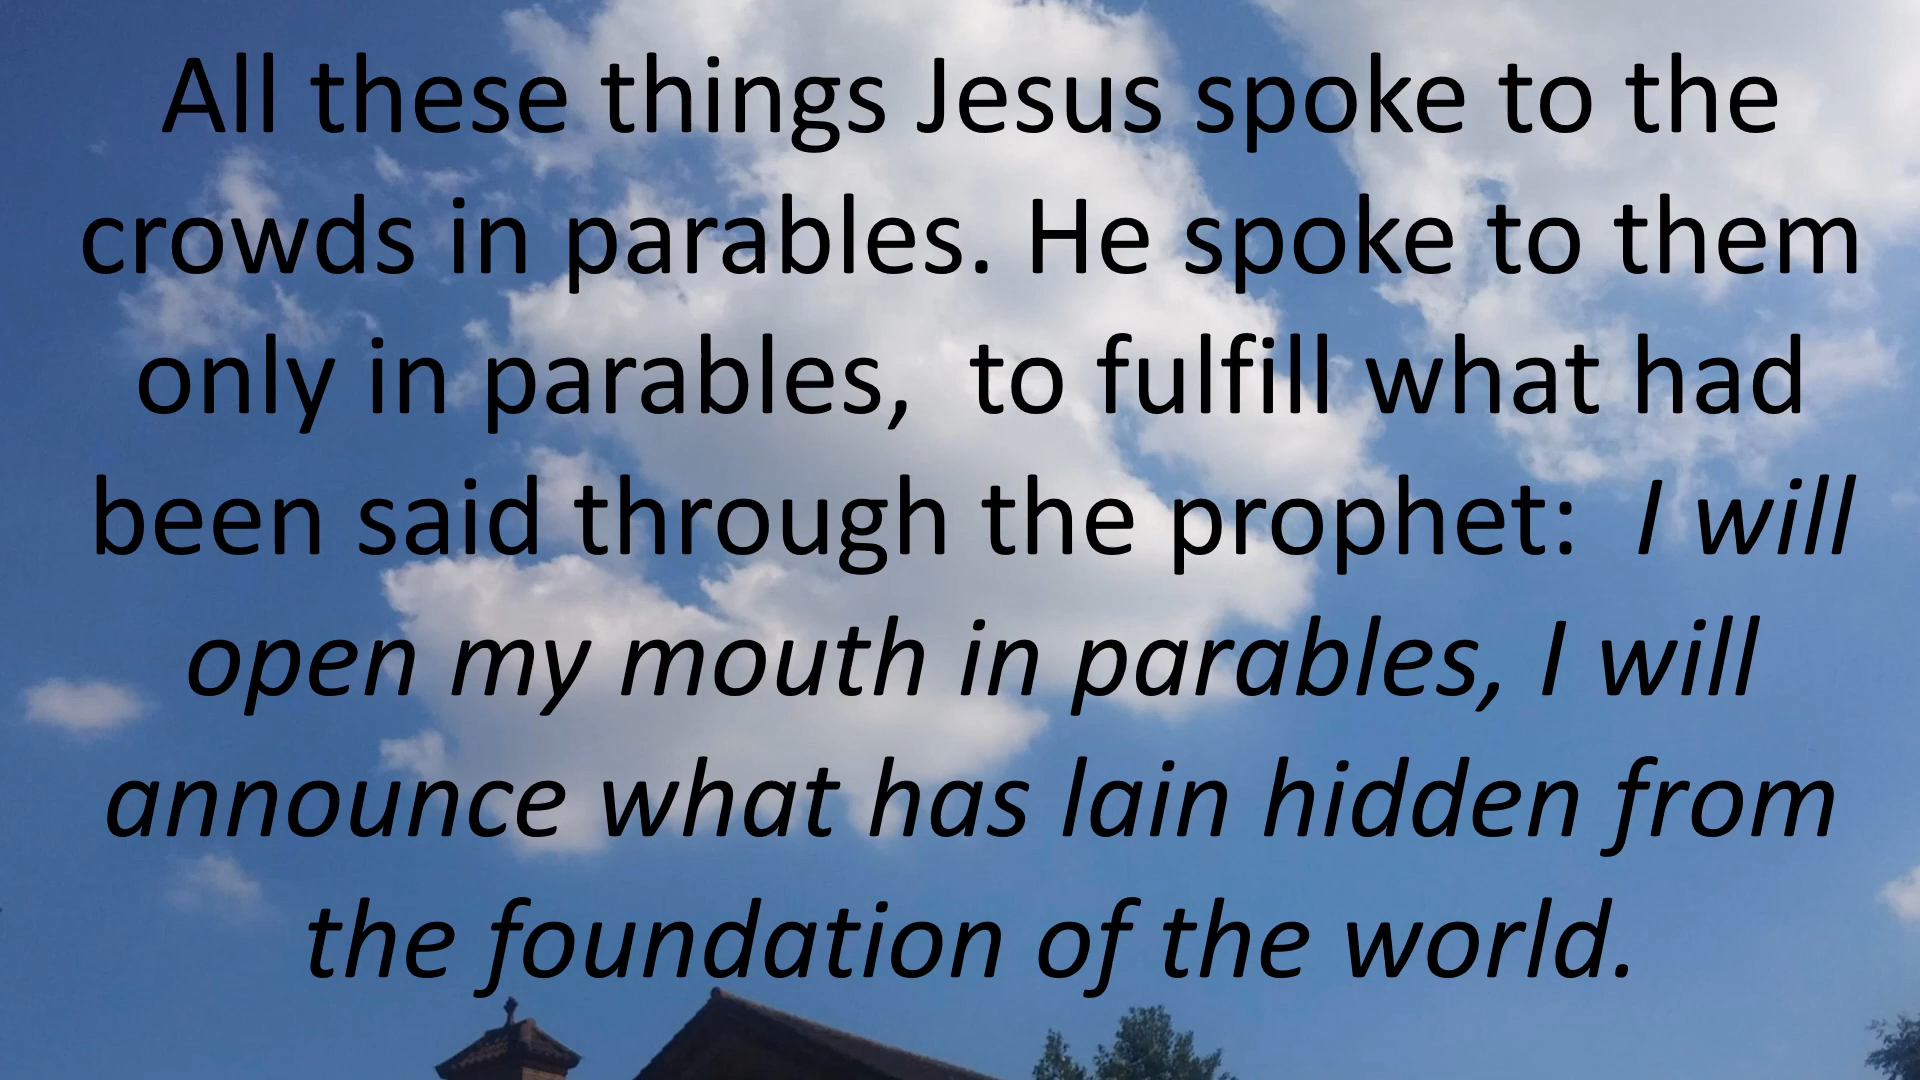 All these things Jesus spoke to the
crowds in parables. He spoke to them
only in parables,  to fulfill what had
been said through the prophet:  I will
open my mouth in parables, I will
announce what has lain hidden from
the foundation of the world.